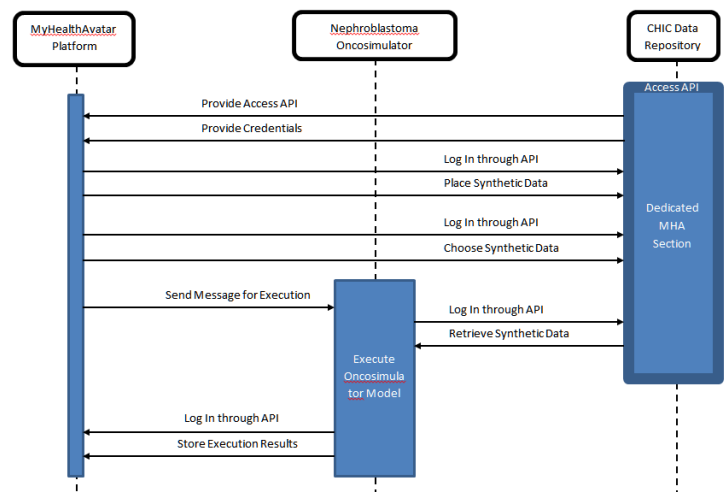 MyHealthAvatar
Platform
Nephroblastoma
Oncosimulator
CHIC Data
Repository
Access API
Provide Access API
Provide Credentials
Log In through API
Place Synthetic Data
Log In through API
Choose Synthetic Data
Dedicated
MHA
Section
Send Message for Execution
Log In through API
Retrieve Synthetic Data
Execute
Oncosimula
tor Model
Log In through API
Store Execution Results